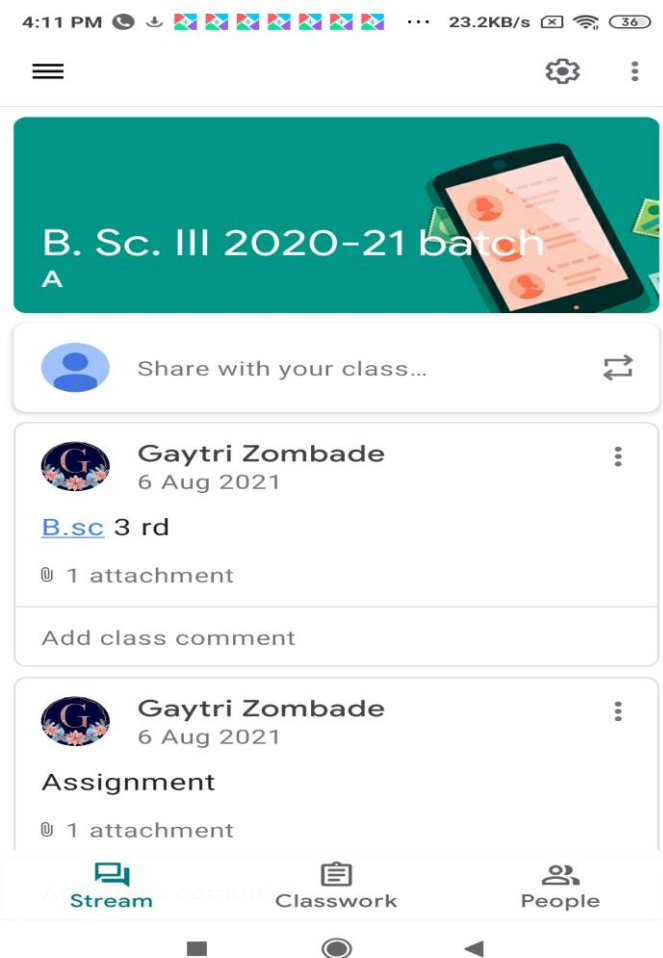 4:11 PM ... 23.2KB/s 36
B. Sc. III 2020-21 batch
A
Share with your class...
G
Gaytri Zombade
6 Aug 2021
B.sc 3 rd
1 attachment
Add class comment
G
Gaytri Zombade
6 Aug 2021
Assignment
1 attachment
Stream Classwork People